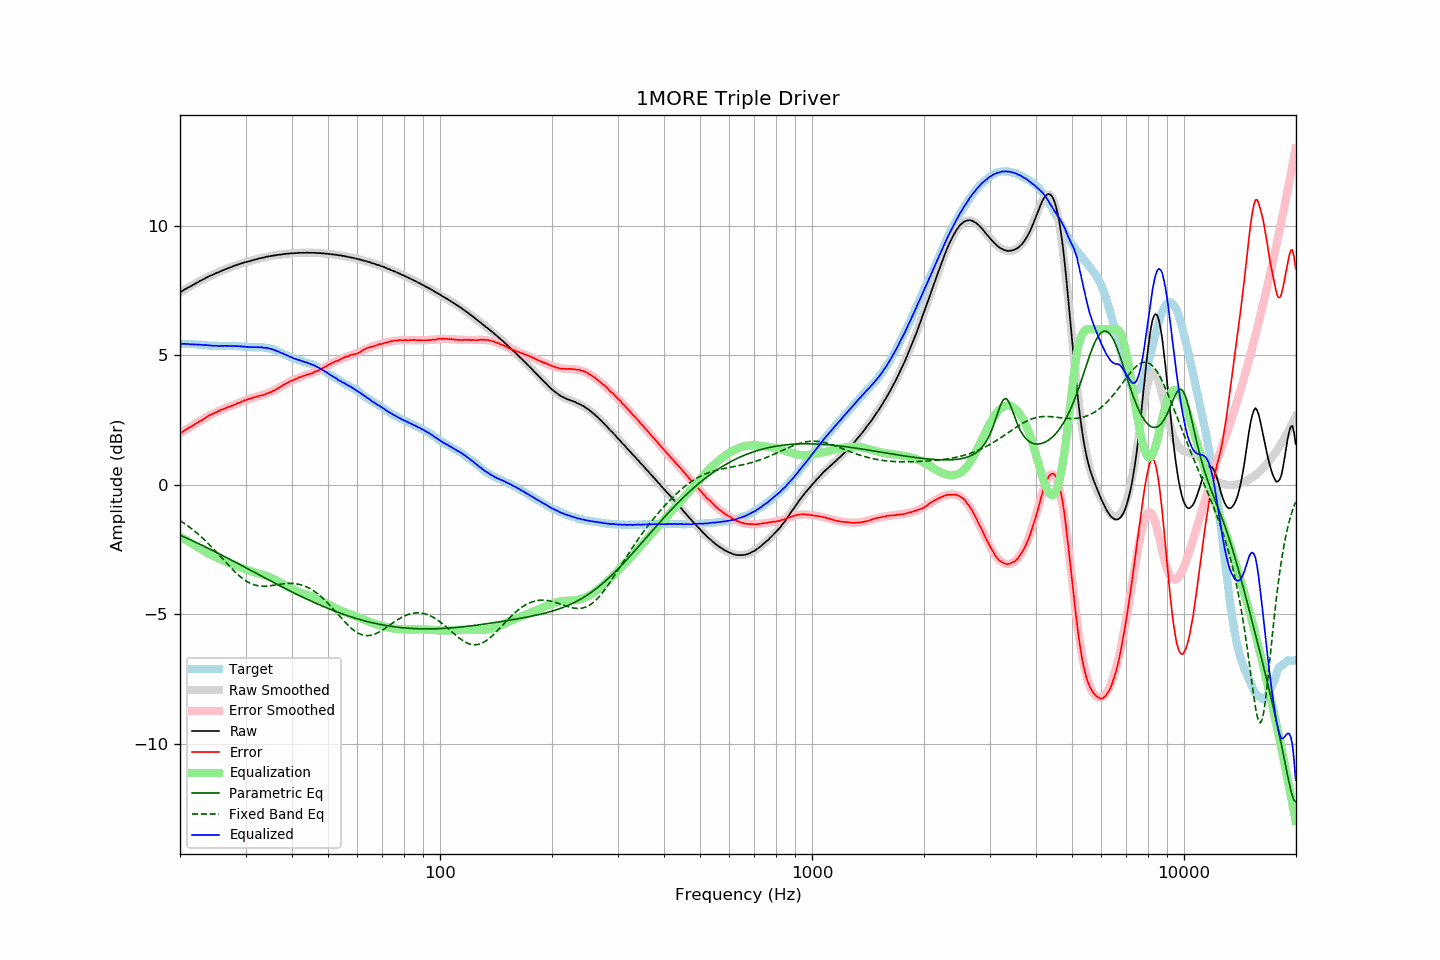 1MORE Triple Driver
Amplitude (dBr)
10
5
0
−5
−10
Target
Raw Smoothed
Error Smoothed
Raw
Error
Equalization
Parametric Eq
Fixed Band Eq
Equalized
100
1000
10000
Frequency (Hz)